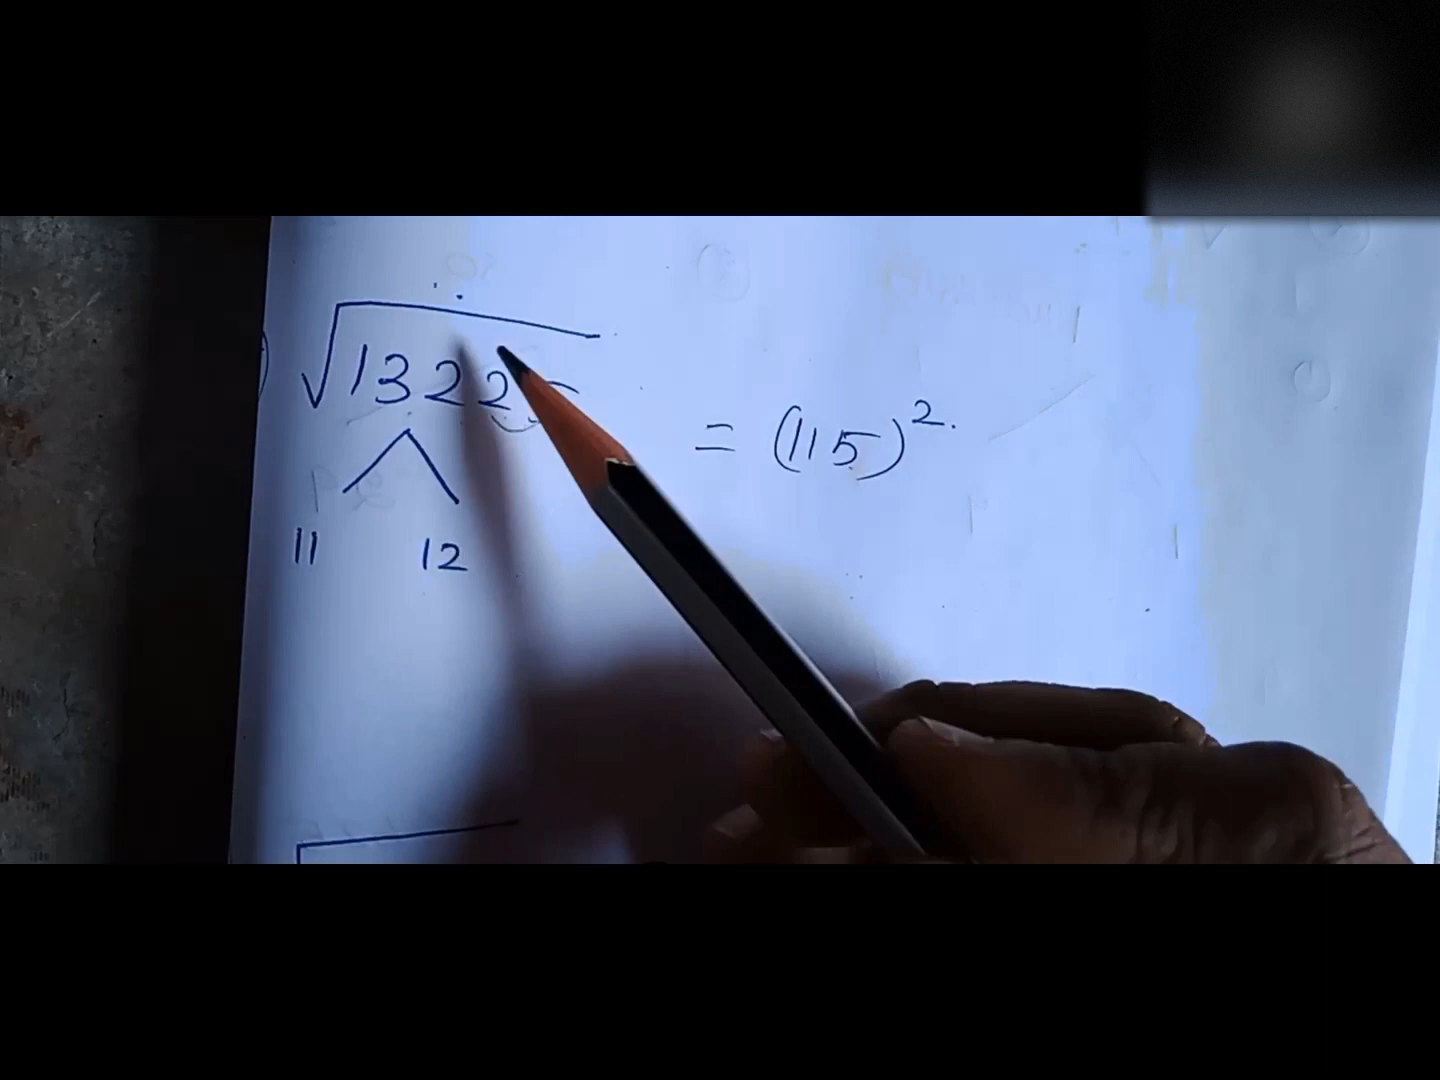 √1322 = (115)².
11 12